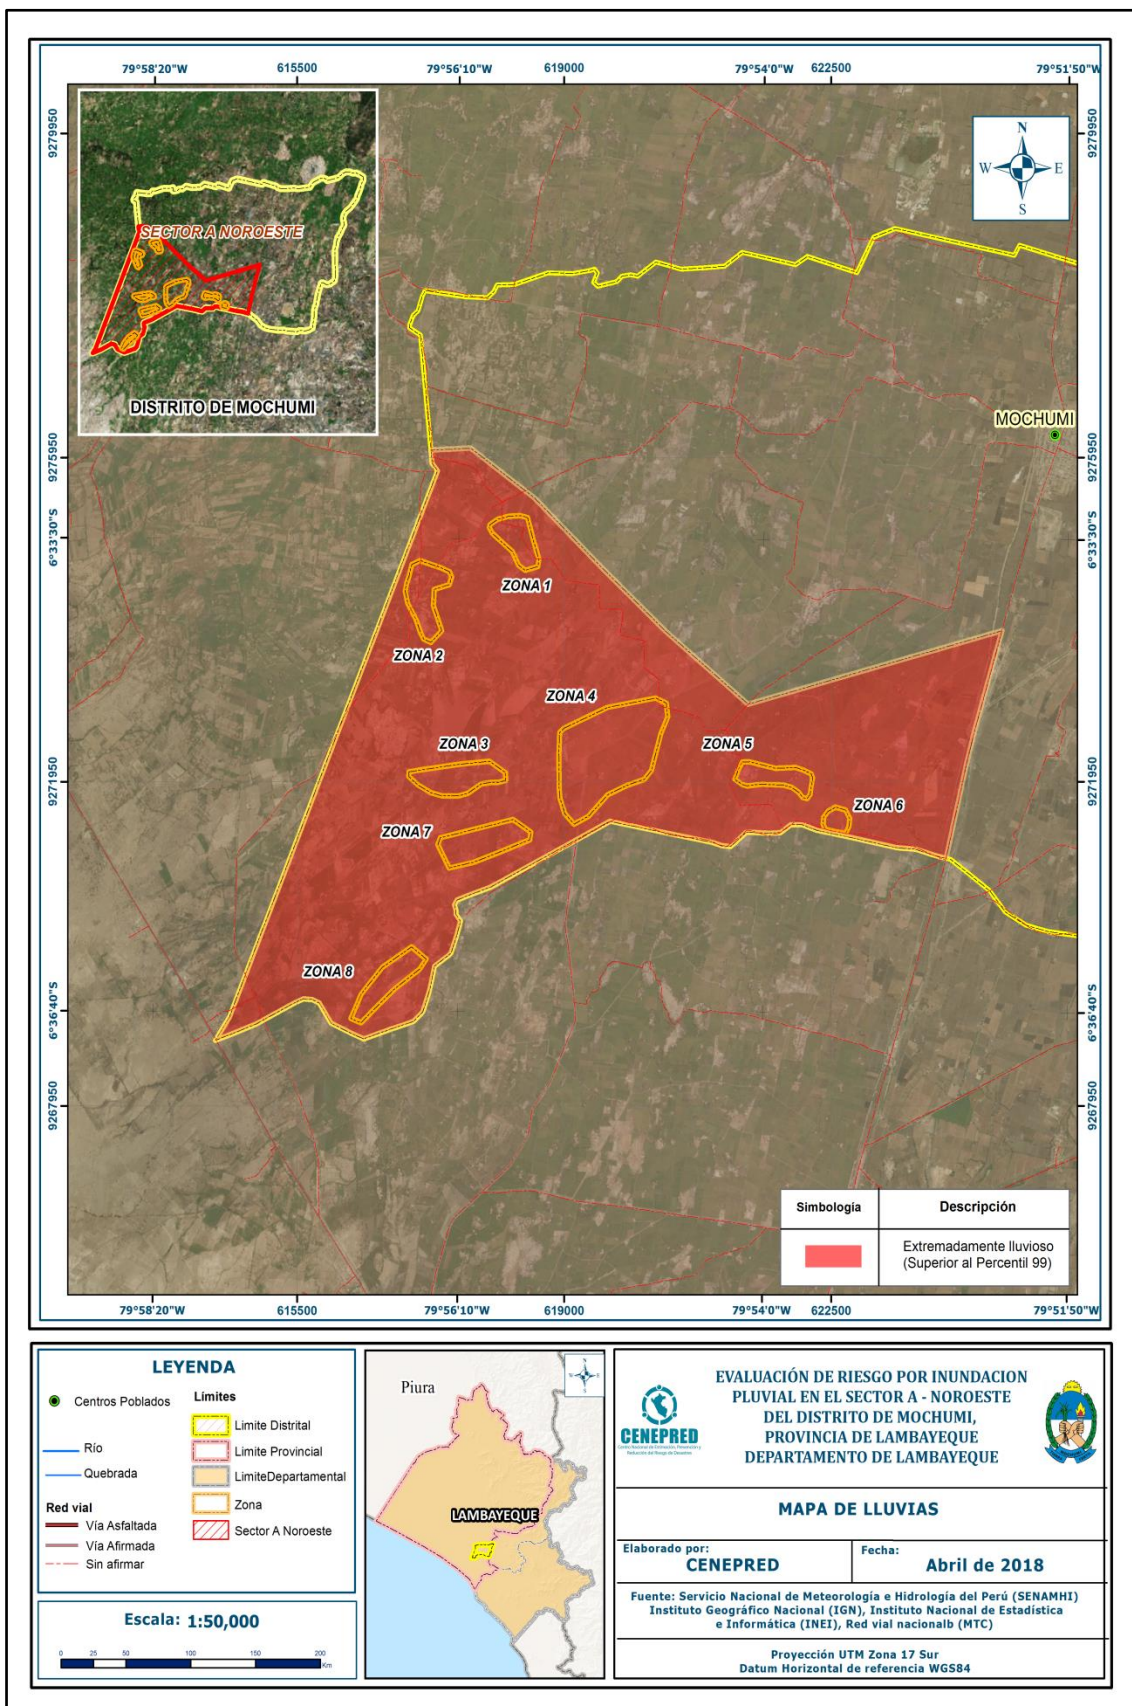 79°58'20"W
615500
79°56'10"W
619000
79°54'0"W
622500
79°51'50"W
9279950
9279950
N
W
E
S
SECTOR A NOROESTE
DISTRITO DE MOCHUMI
MOCHUMI
9275950
9275950
6°33'30"S
6°33'30"S
ZONA 1
ZONA 2
ZONA 4
ZONA 3
ZONA 5
9271950
9271950
ZONA 6
ZONA 7
ZONA 8
6°36'40"S
6°36'40"S
9267950
9267950
Simbología
Descripción
Extremadamente lluvioso
(Superior al Percentil 99)
79°58'20"W
615500
79°56'10"W
619000
79°54'0"W
622500
79°51'50"W
LEYENDA
Centros Poblados
Límites
Limite Distrital
Río
Limite Provincial
Quebrada
LimiteDepartamental
Zona
Red vial
Vía Asfaltada
Sector A Noroeste
Vía Afirmada
Sin afirmar
Escala: 1:50,000
0
50
100
150
200
Km
Piura
N
LAMBAYEQUE
CENEPRED
EVALUACIÓN DE RIESGO POR INUNDACION
PLUVIAL EN EL SECTOR A - NOROESTE
DEL DISTRITO DE MOCHUMI,
PROVINCIA DE LAMBAYEQUE
DEPARTAMENTO DE LAMBAYEQUE
MAPA DE LLUVIAS
Elaborado por:
CENEPRED
Fecha:
Abril de 2018
Fuente: Servicio Nacional de Meteorología e Hidrología del Perú (SENAMHI)
Instituto Geográfico Nacional (IGN), Instituto Nacional de Estadística
e Informática (INEI), Red vial nacionalb (MTC)
Proyección UTM Zona 17 Sur
Datum Horizontal de referencia WGS84